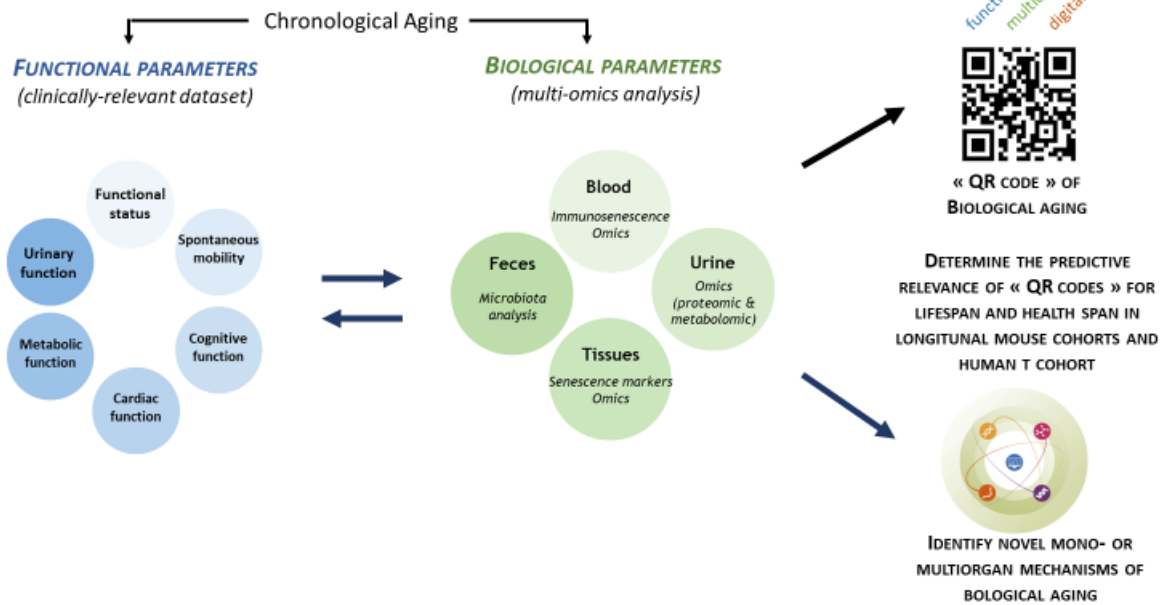 Chronological Aging
FUNCTIONAL PARAMETERS
(clinically-relevant dataset)
BIOLOGICAL PARAMETERS
(multi-omics analysis)
Functional
status
Spontaneous
mobility
Cognitive
function
Cardiac
function
Metabolic
function
Urinary
function
Blood
Immunosenescence
Omics
Feces
Microbiota
analysis
Urine
Omics
(proteomic &
metabolomic)
Tissues
Senescence markers
Omics
« QR CODE » OF
BIOLOGICAL AGING
DETERMINE THE PREDICTIVE
RELEVANCE OF « QR CODES » FOR
LIFESPAN AND HEALTH SPAN IN
LONGITUNAL MOUSE COHORTS AND
HUMAN T COHORT
IDENTIFY NOVEL MONO- OR
MULTIORGAN MECHANISMS OF
BOLOGICAL AGING